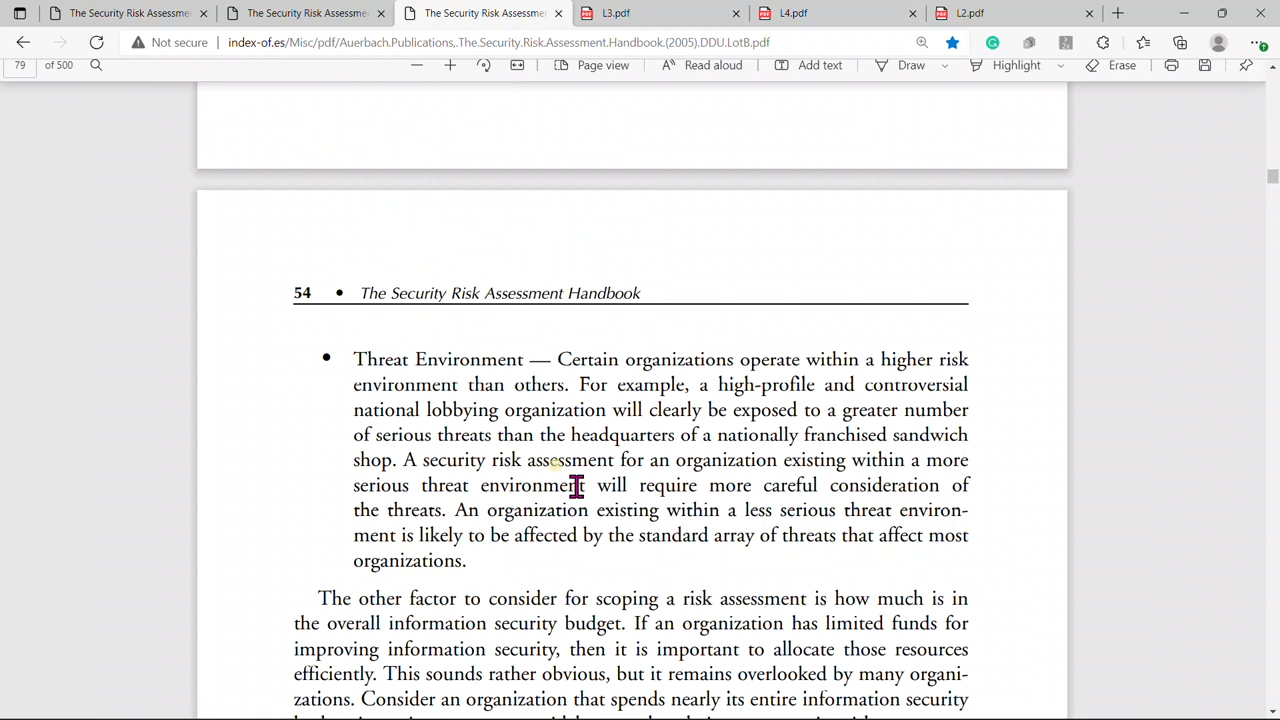 The Security Risk Assessme
The Security Risk Assessme
The Security Risk Assessme
L3.pdf
L4.pdf
L2.pdf
Not secure
index-of.es/Misc/pdf/Auerbach.Publications,.The.Security.Risk.Assessment.Handbook.(2005).DDU.LotB.pdf
79 of 500
Page view
Read aloud
Add text
Draw
Highlight
Erase
54 • The Security Risk Assessment Handbook
• Threat Environment — Certain organizations operate within a higher risk
environment than others. For example, a high-profile and controversial
national lobbying organization will clearly be exposed to a greater number
of serious threats than the headquarters of a nationally franchised sandwich
shop. A security risk assessment for an organization existing within a more
serious threat environment will require more careful consideration of
the threats. An organization existing within a less serious threat environ-
ment is likely to be affected by the standard array of threats that affect most
organizations.
The other factor to consider for scoping a risk assessment is how much is in
the overall information security budget. If an organization has limited funds for
improving information security, then it is important to allocate those resources
efficiently. This sounds rather obvious, but it remains overlooked by many organi-
zations. Consider an organization that spends nearly its entire information security